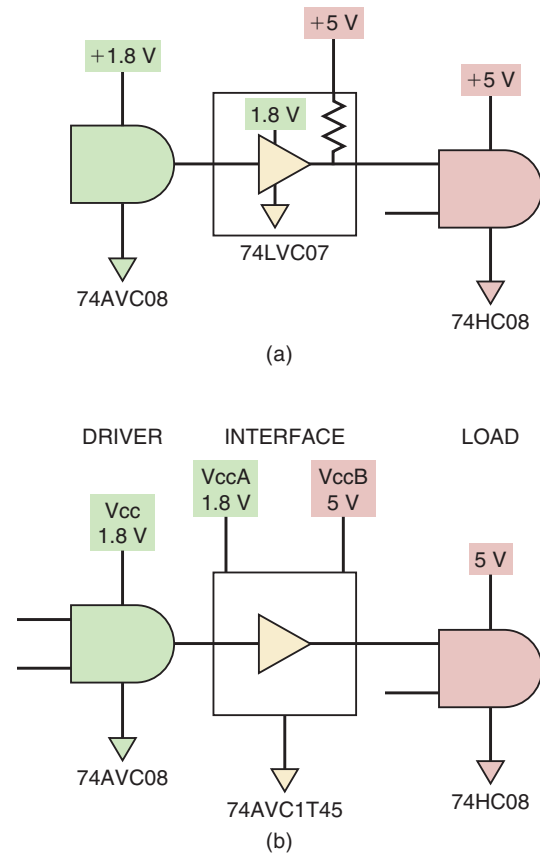 +5 V
+1.8 V
+5 V
1.8 V
74LVC07
74AVC08
74HC08
(a)
DRIVER
INTERFACE
LOAD
Vcc
1.8 V
VccA
1.8 V
VccB
5 V
5 V
74AVC08
74AVC1T45
74HC08
(b)